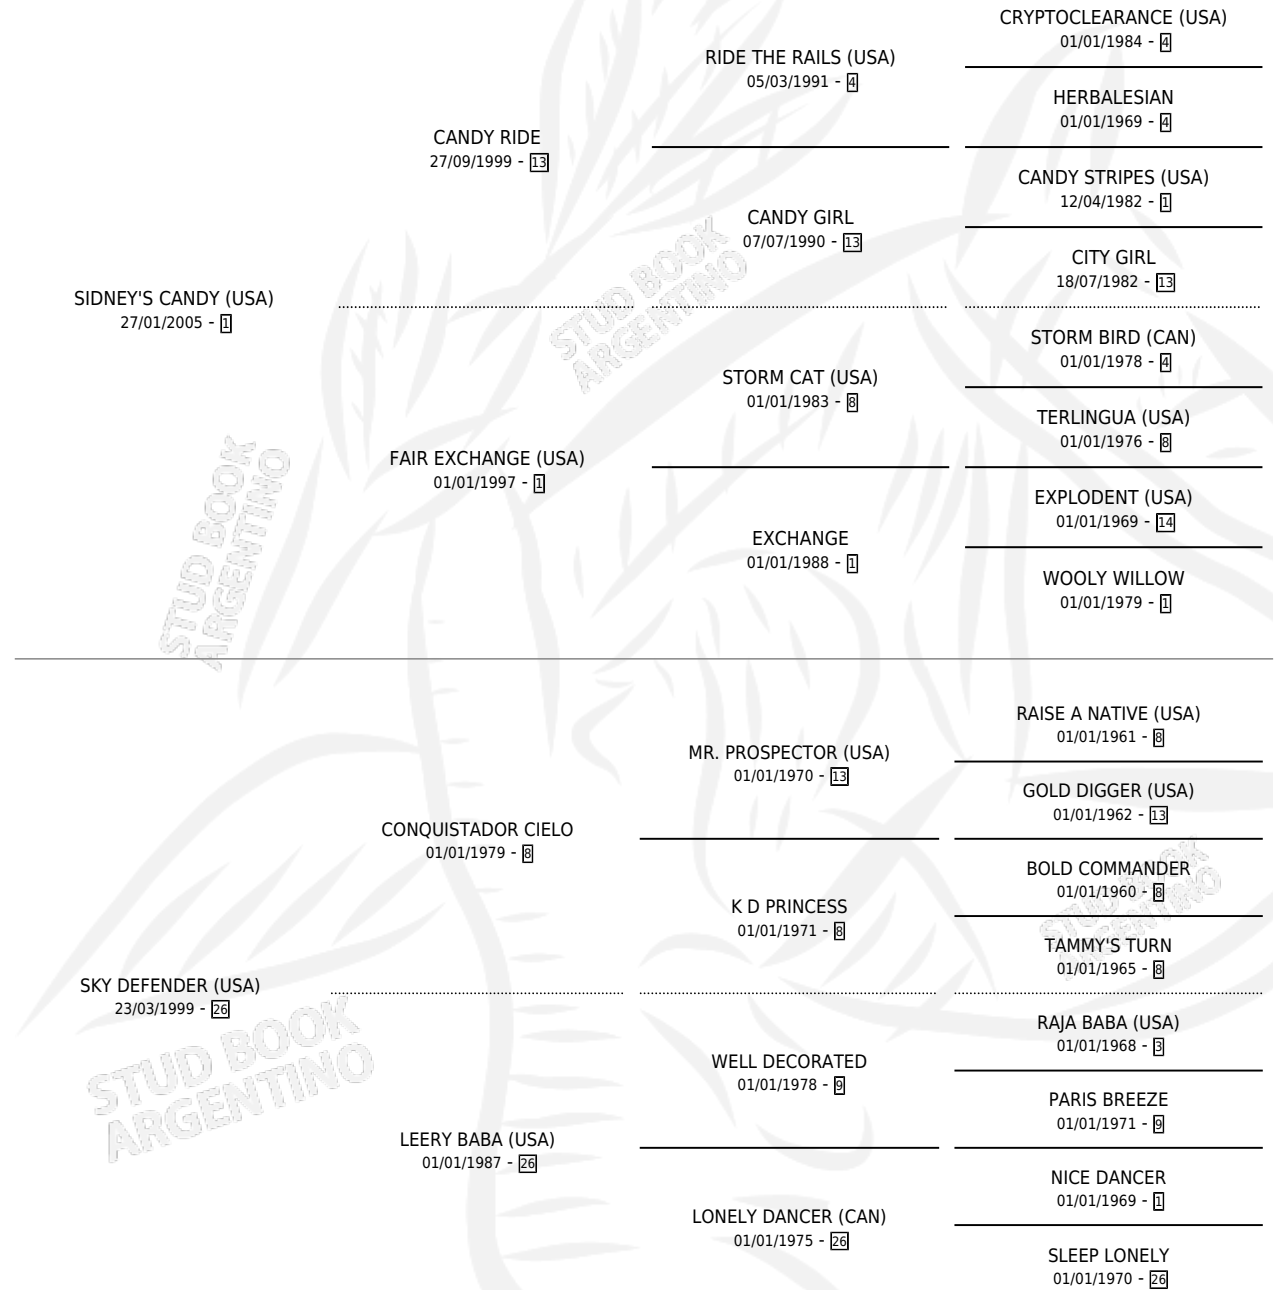 CRYPTOCLEARANCE (USA)
01/01/1984 - 4
RIDE THE RAILS (USA)
05/03/1991 - 4
HERBALESIAN
01/01/1969 - 4
CANDY RIDE
27/09/1999 - 13
CANDY STRIPES (USA)
12/04/1982 - 1
CANDY GIRL
07/07/1990 - 13
CITY GIRL
18/07/1982 - 13
SIDNEY'S CANDY (USA)
27/01/2005 - 1
STORM BIRD (CAN)
01/01/1978 - 4
STORM CAT (USA)
01/01/1983 - 8
TERLINGUA (USA)
01/01/1976 - 8
FAIR EXCHANGE (USA)
01/01/1997 - 1
EXPLODENT (USA)
01/01/1969 - 14
EXCHANGE
01/01/1988 - 1
WOOLY WILLOW
01/01/1979 - 1
RAISE A NATIVE (USA)
01/01/1961 - 8
MR. PROSPECTOR (USA)
01/01/1970 - 13
GOLD DIGGER (USA)
01/01/1962 - 13
CONQUISTADOR CIELO
01/01/1979 - 8
BOLD COMMANDER
01/01/1960 - 8
K D PRINCESS
01/01/1971 - 8
TAMMY'S TURN
01/01/1965 - 8
SKY DEFENDER (USA)
23/03/1999 - 26
RAJA BABA (USA)
01/01/1968 - 3
WELL DECORATED
01/01/1978 - 9
PARIS BREEZE
01/01/1971 - 9
LEERY BABA (USA)
01/01/1987 - 26
NICE DANCER
01/01/1969 - 1
LONELY DANCER (CAN)
01/01/1975 - 26
SLEEP LONELY
01/01/1970 - 26
STUD BOOK
ARGENTINO
STUD BOOK
ARGENTINO
STUD BOOK
ARGENTINO
STUD BOOK
ARGENTINO